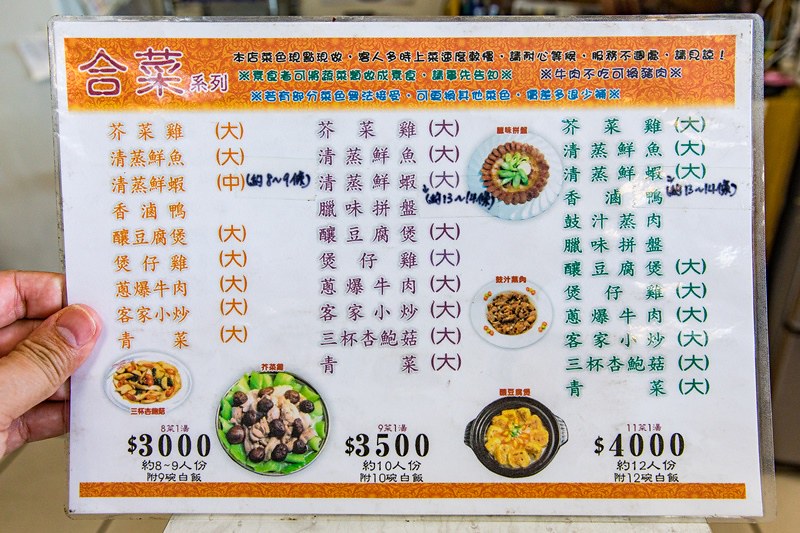 合菜系列
本店菜色現點現做，客人多時上菜速度較慢，請耐心等候，服務不週處，請見諒！
※素食者可將蔬菜類做成素食，請事先告知※ ※牛肉不吃可換豬肉※
※若有部分菜色無法接受，可更換其他菜色，價差多退少補※
芥菜雞 (大)
清蒸鮮魚 (大)
清蒸鮮蝦 (中)(約8~9條)
香滷鴨
釀豆腐煲 (大)
煲仔雞 (大)
蔥爆牛肉 (大)
客家小炒 (大)
青菜 (大)
三杯杏鮑菇
8菜1湯
$3000
約8~9人份
附9碗白飯
芥菜雞 (大)
清蒸鮮魚 (大)
清蒸鮮蝦 (大)(約13~14條)
臘味拼盤
釀豆腐煲 (大)
煲仔雞 (大)
蔥爆牛肉 (大)
客家小炒 (大)
三杯杏鮑菇 (大)
青菜 (大)
芥菜雞
9菜1湯
$3500
約10人份
附10碗白飯
臘味拼盤
豉汁蒸肉
釀豆腐煲
芥菜雞 (大)
清蒸鮮魚 (大)
清蒸鮮蝦 (大)(約13~14條)
香滷鴨
鼓汁蒸肉
臘味拼盤
釀豆腐煲 (大)
煲仔雞 (大)
蔥爆牛肉 (大)
客家小炒 (大)
三杯杏鮑菇 (大)
青菜 (大)
11菜1湯
$4000
約12人份
附12碗白飯